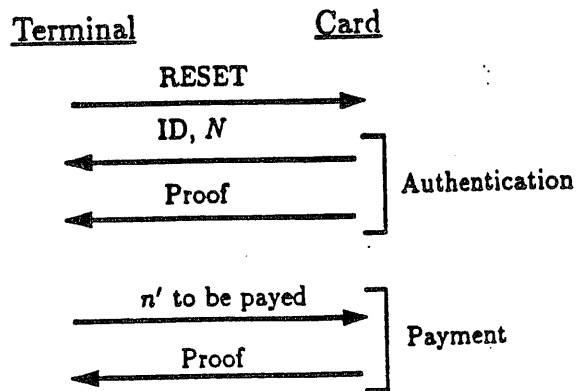 Terminal Card
RESET
ID, N
Proof
Authentication
n' to be payed
Payment
Proof